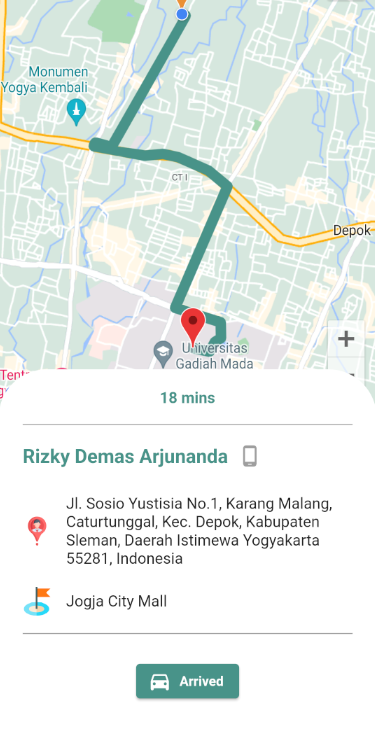 Monumen
Yogya Kembali
CT I
Depok
+
Universitas
Gadjah Mada
18 mins
Rizky Demas Arjunanda
Jl. Sosio Yustisia No.1, Karang Malang,
Caturtunggal, Kec. Depok, Kabupaten
Sleman, Daerah Istimewa Yogyakarta
55281, Indonesia
Jogja City Mall
Arrived